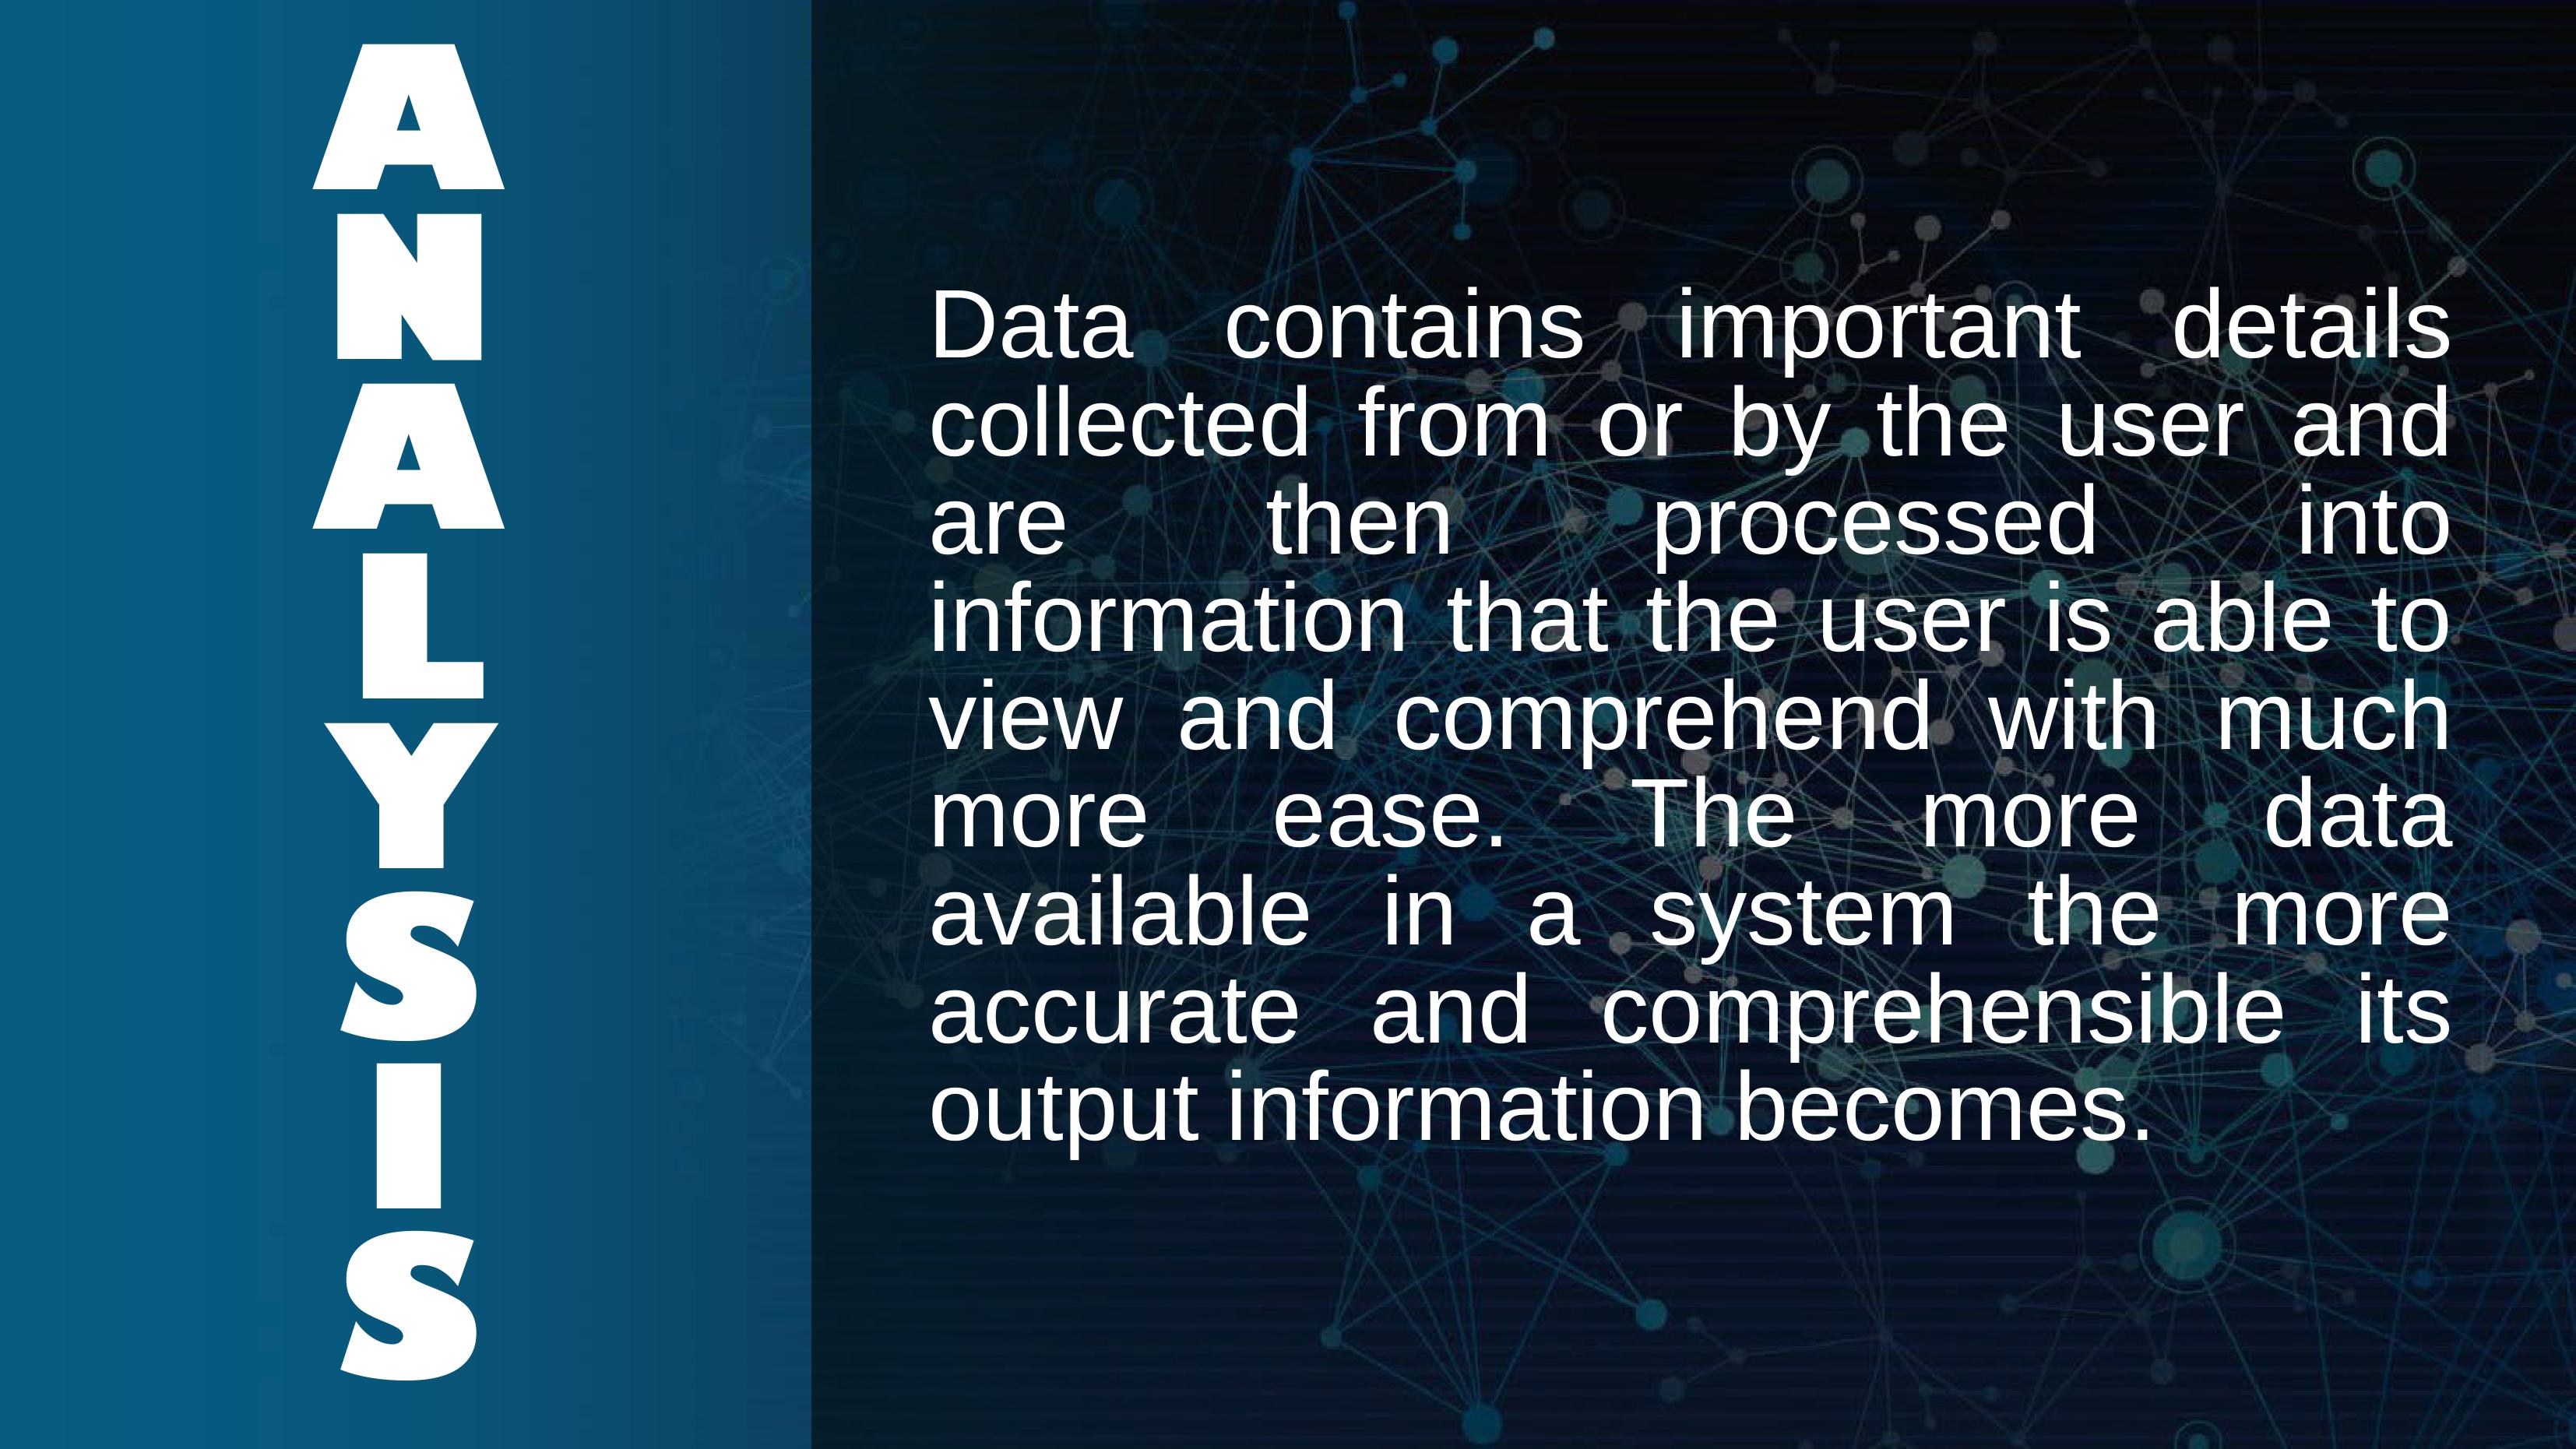 ANALYSIS
Data contains important details
collected from or by the user and
are then processed into
information that the user is able to
view and comprehend with much
more ease. The more data
available in a system the more
accurate and comprehensible its
output information becomes.